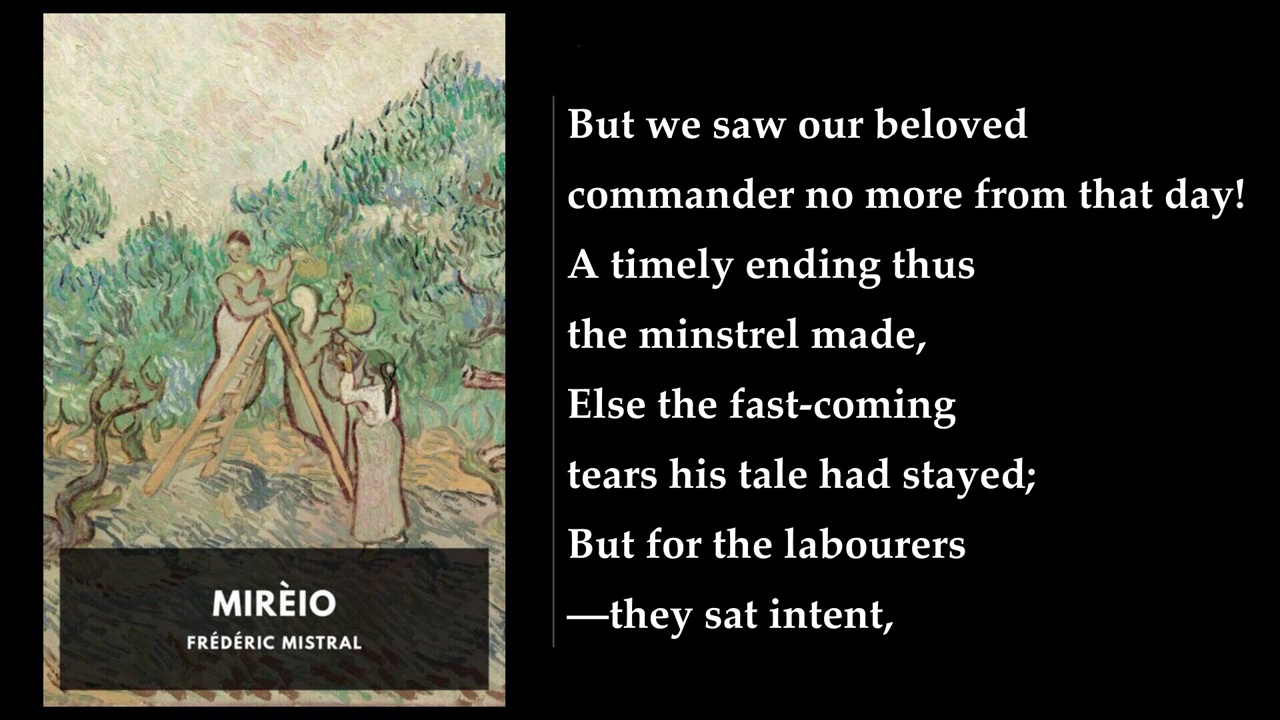 MIRÈIO
FRÉDÉRIC MISTRAL
But we saw our beloved
commander no more from that day!
A timely ending thus
the minstrel made,
Else the fast-coming
tears his tale had stayed;
But for the labourers
—they sat intent,